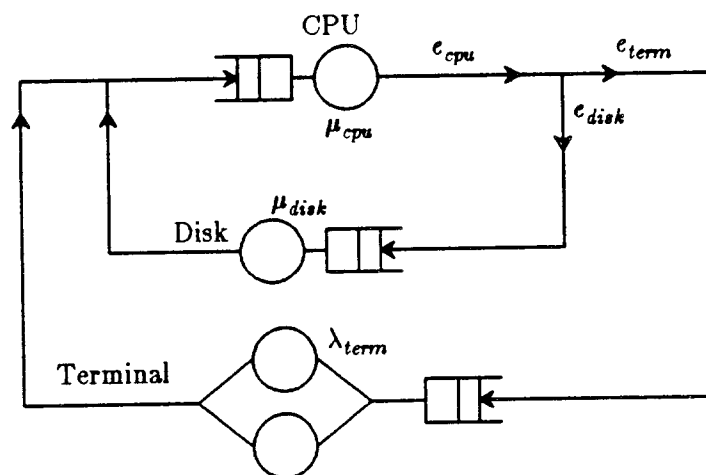 CPU
e_cpu
e_term
μ_cpu
e_disk
μ_disk
Disk
λ_term
Terminal